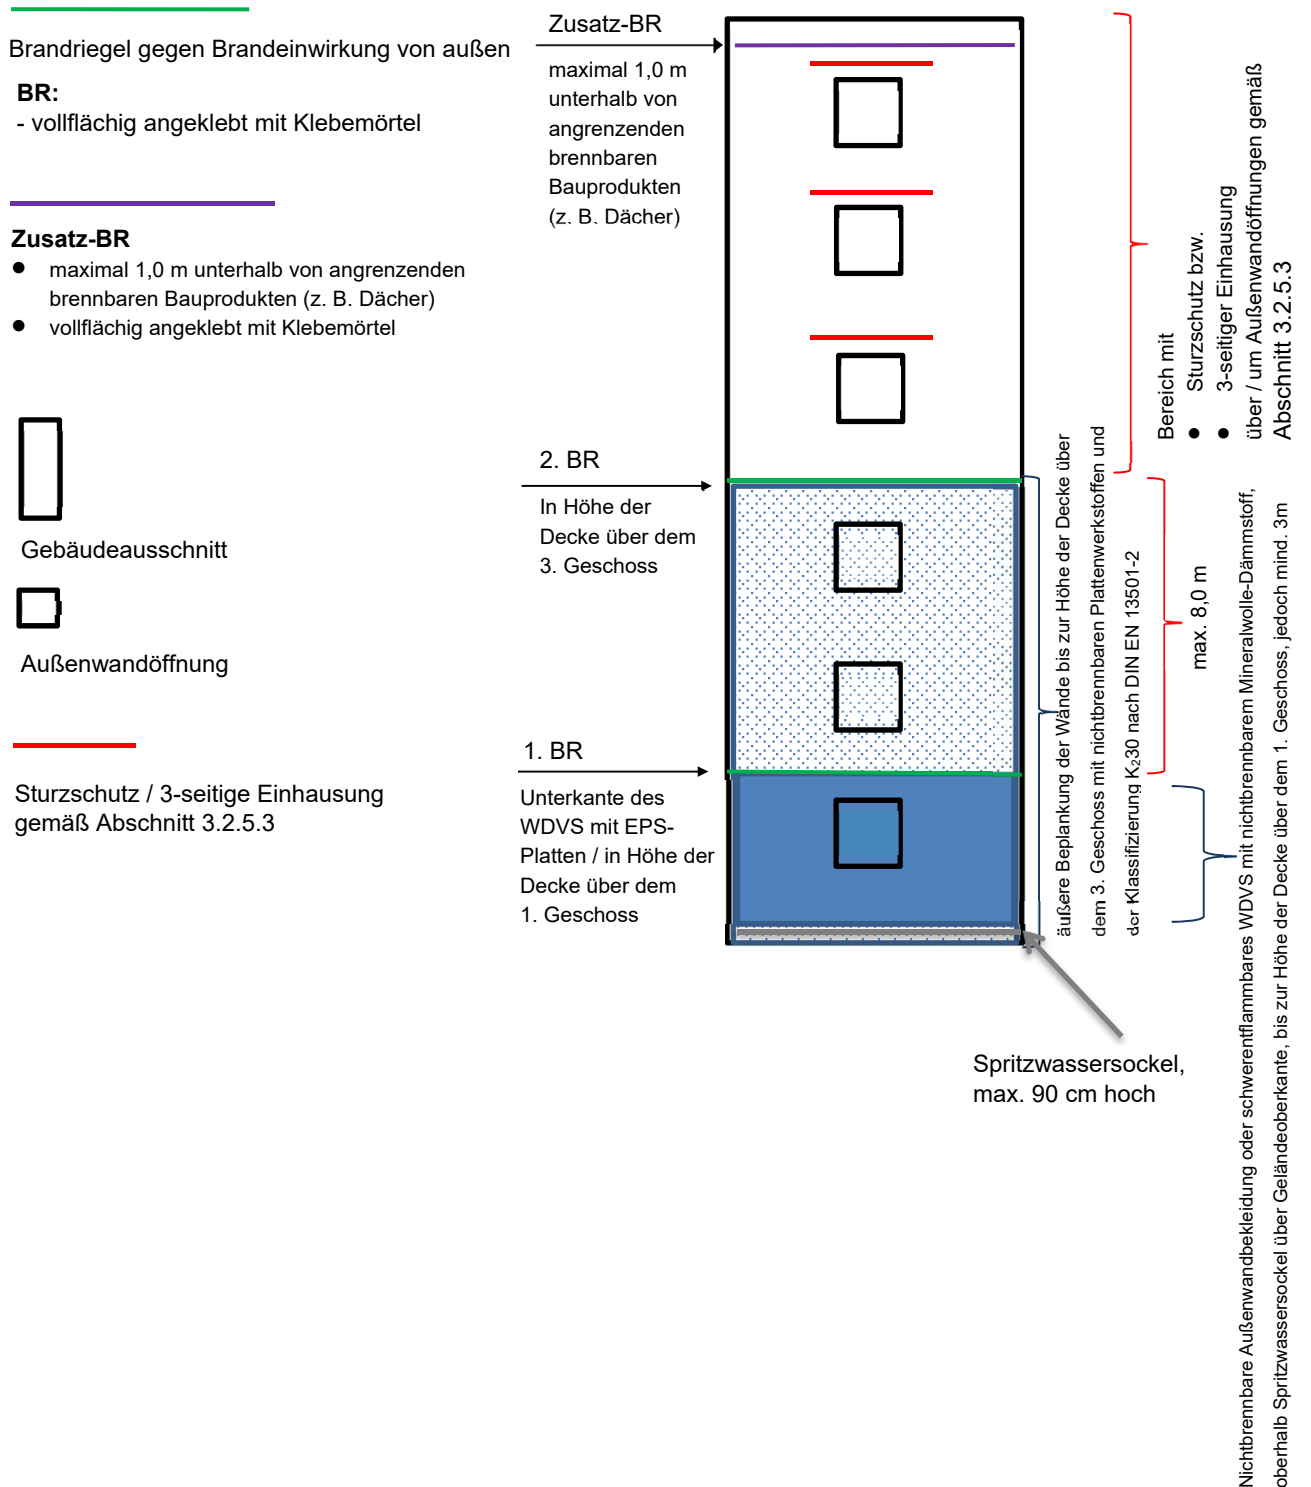 Brandriegel gegen Brandeinwirkung von außen
BR:
- vollflächig angeklebt mit Klebemörtel
Zusatz-BR
● maximal 1,0 m unterhalb von angrenzenden
brennbaren Bauprodukten (z. B. Dächer)
● vollflächig angeklebt mit Klebemörtel
Gebäudeausschnitt
Außenwandöffnung
Sturzschutz / 3-seitige Einhausung
gemäß Abschnitt 3.2.5.3
Zusatz-BR
maximal 1,0 m
unterhalb von
angrenzenden
brennbaren
Bauprodukten
(z. B. Dächer)
2. BR
In Höhe der
Decke über dem
3. Geschoss
1. BR
Unterkante des
WDVS mit EPS-
Platten / in Höhe der
Decke über dem
1. Geschoss
Spritzwassersockel,
max. 90 cm hoch
äußere Beplankung der Wände bis zur Höhe der Decke über
dem 3. Geschoss mit nichtbrennbaren Plattenwerkstoffen und
der Klassifizierung K₂30 nach DIN EN 13501-2
Bereich mit
● Sturzschutz bzw.
● 3-seitiger Einhausung
über / um Außenwandöffnungen gemäß
Abschnitt 3.2.5.3
max. 8,0 m
Nichtbrennbare Außenwandbekleidung oder schwerentflammbares WDVS mit nichtbrennbarem Mineralwolle-Dämmstoff,
oberhalb Spritzwassersockel über Geländeoberkante, bis zur Höhe der Decke über dem 1. Geschoss, jedoch mind. 3m